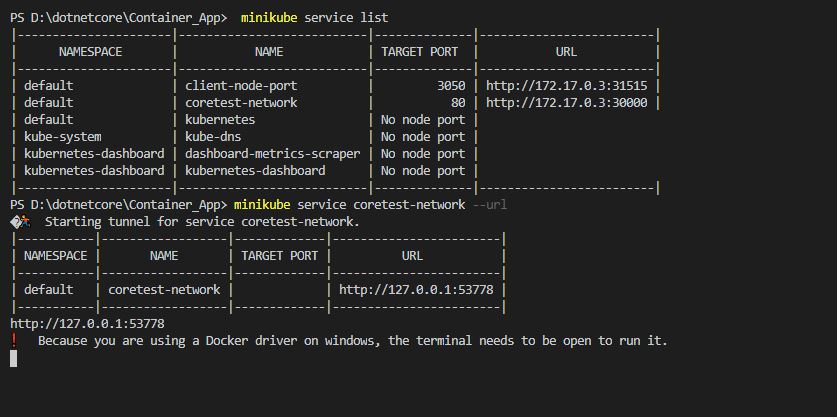 PS D:\dotnetcore\Container_App>  minikube service list
|----------------------|---------------------------|--------------|-------------------------|
|      NAMESPACE       |           NAME            | TARGET PORT  |           URL           |
|----------------------|---------------------------|--------------|-------------------------|
| default              | client-node-port          |         3050 | http://172.17.0.3:31515 |
| default              | coretest-network          |           80 | http://172.17.0.3:30000 |
| default              | kubernetes                | No node port |
| kube-system          | kube-dns                  | No node port |
| kubernetes-dashboard | dashboard-metrics-scraper | No node port |
| kubernetes-dashboard | kubernetes-dashboard      | No node port |
|----------------------|---------------------------|--------------|-------------------------|
PS D:\dotnetcore\Container_App> minikube service coretest-network --url
�🏃  Starting tunnel for service coretest-network.
|-----------|------------------|-------------|------------------------|
| NAMESPACE |       NAME       | TARGET PORT |          URL           |
|-----------|------------------|-------------|------------------------|
| default   | coretest-network |             | http://127.0.0.1:53778 |
|-----------|------------------|-------------|------------------------|
http://127.0.0.1:53778
❗  Because you are using a Docker driver on windows, the terminal needs to be open to run it.